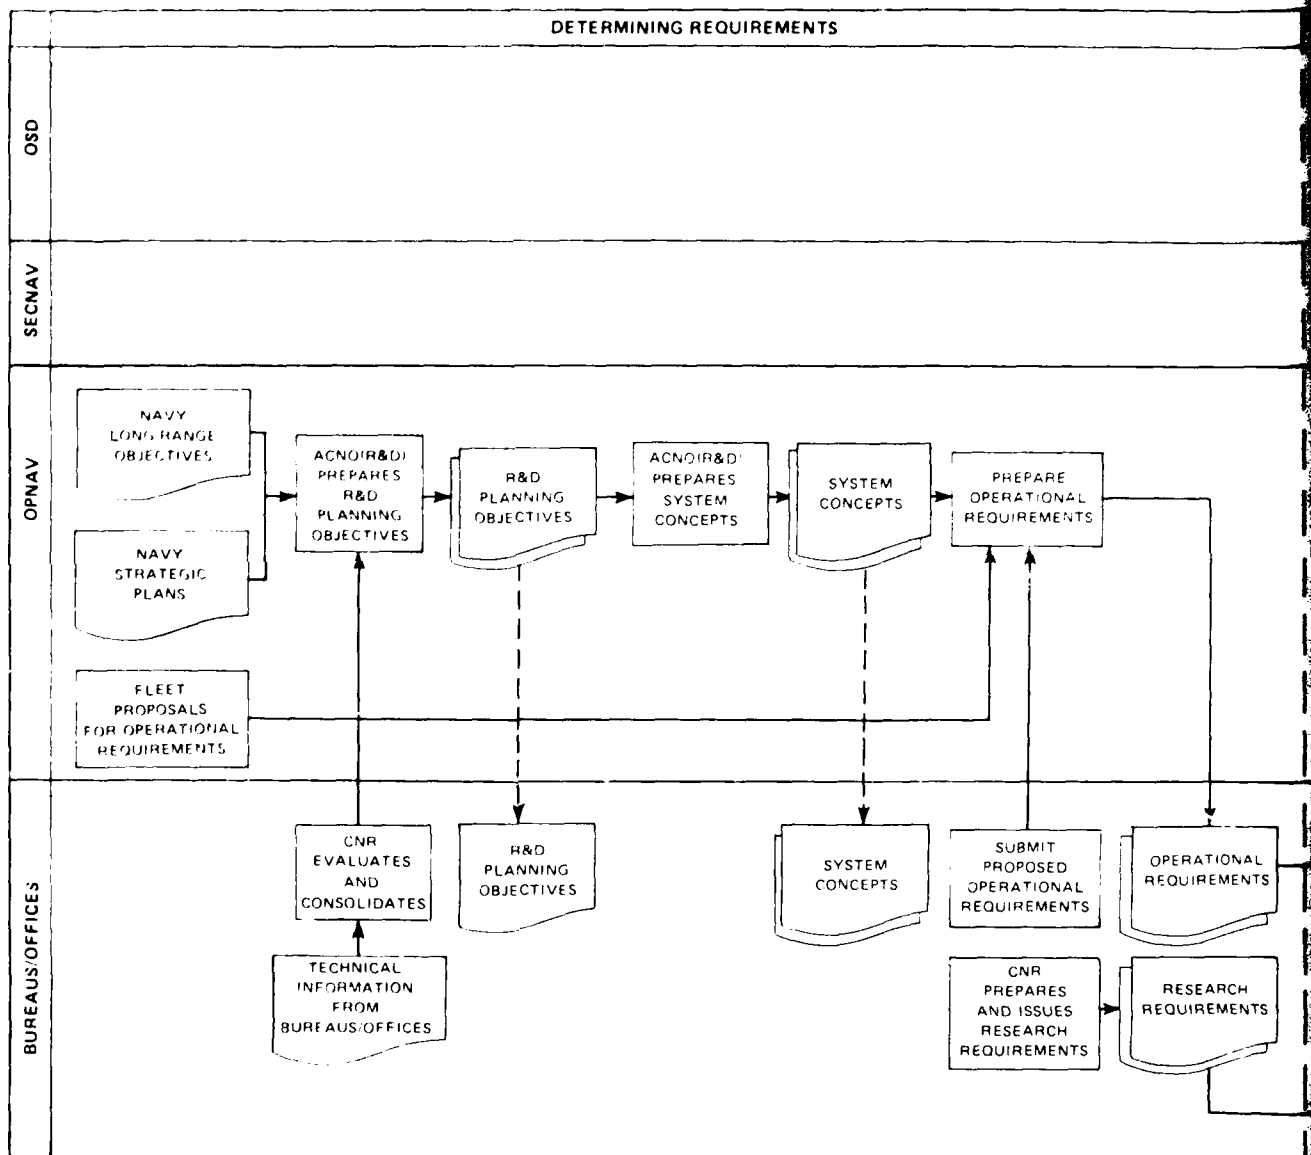 DETERMINING REQUIREMENTS
OSD
SECNAV
OPNAV
NAVY
LONG RANGE
OBJECTIVES
NAVY
STRATEGIC
PLANS
FLEET
PROPOSALS
FOR OPERATIONAL
REQUIREMENTS
ACNO(R&D)
PREPARES
R&D
PLANNING
OBJECTIVES
R&D
PLANNING
OBJECTIVES
ACNO(R&D)
PREPARES
SYSTEM
CONCEPTS
SYSTEM
CONCEPTS
PREPARE
OPERATIONAL
REQUIREMENTS
BUREAUS/OFFICES
CNR
EVALUATES
AND
CONSOLIDATES
TECHNICAL
INFORMATION
FROM
BUREAUS/OFFICES
R&D
PLANNING
OBJECTIVES
SYSTEM
CONCEPTS
SUBMIT
PROPOSED
OPERATIONAL
REQUIREMENTS
OPERATIONAL
REQUIREMENTS
CNR
PREPARES
AND ISSUES
RESEARCH
REQUIREMENTS
RESEARCH
REQUIREMENTS